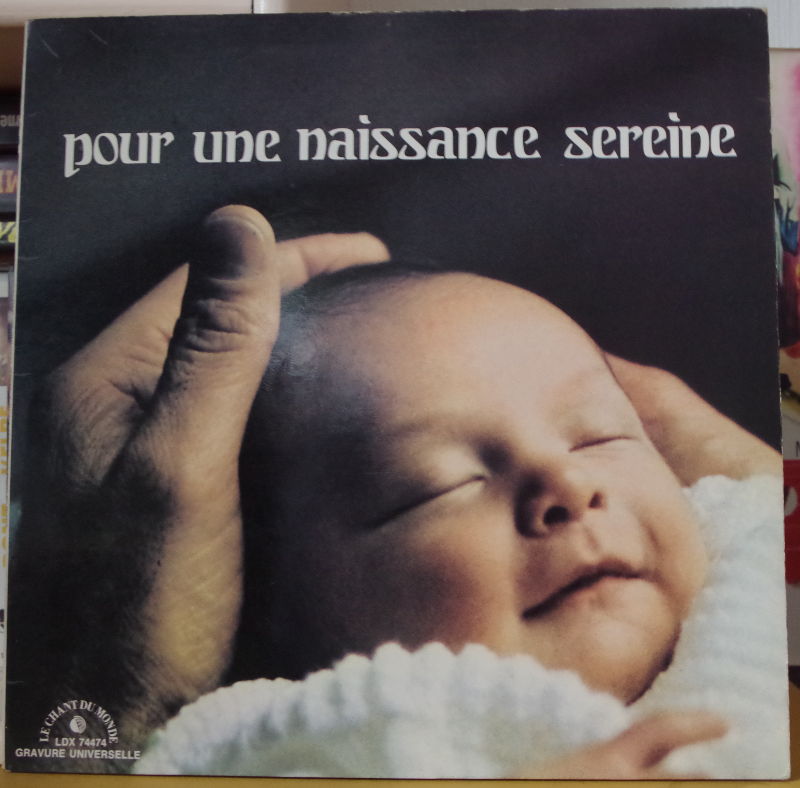 pour une naissance sereine
LE CHANT DU MONDE
LDX 74474
GRAVURE UNIVERSELLE